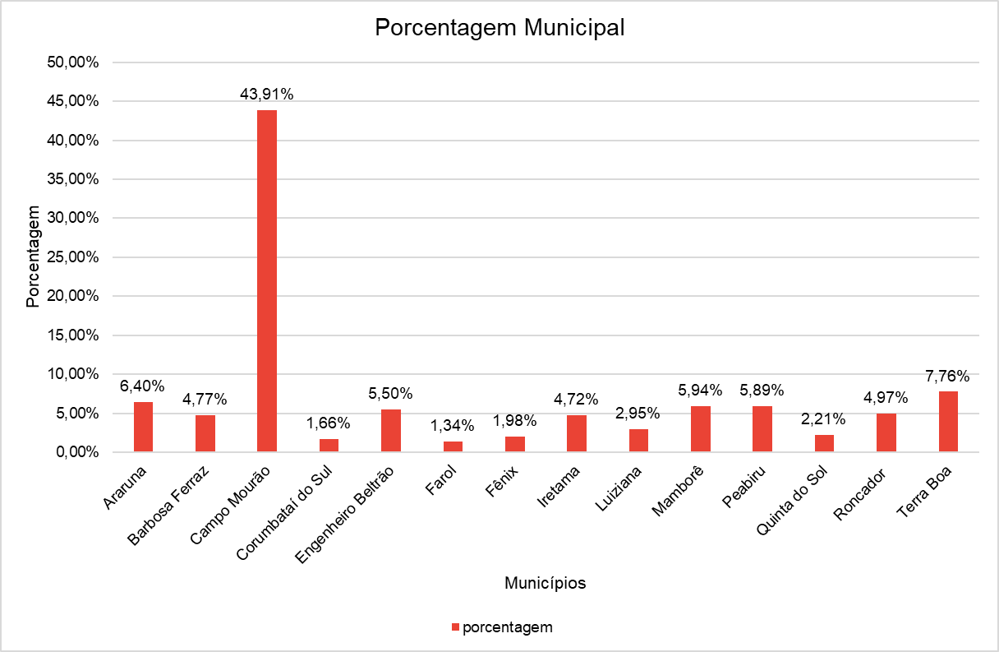 Porcentagem Municipal
50,00%
45,00%
40,00%
35,00%
30,00%
25,00%
20,00%
15,00%
10,00%
5,00%
0,00%
Porcentagem
6,40%
4,77%
43,91%
1,66%
5,50%
1,34%
1,98%
4,72%
2,95%
5,94%
5,89%
2,21%
4,97%
7,76%
Araruna
Barbosa Ferraz
Campo Mourão
Corumbataí do Sul
Engenheiro Beltrão
Farol
Fênix
Iretama
Luiziana
Mamborê
Peabiru
Quinta do Sol
Roncador
Terra Boa
Municípios
porcentagem